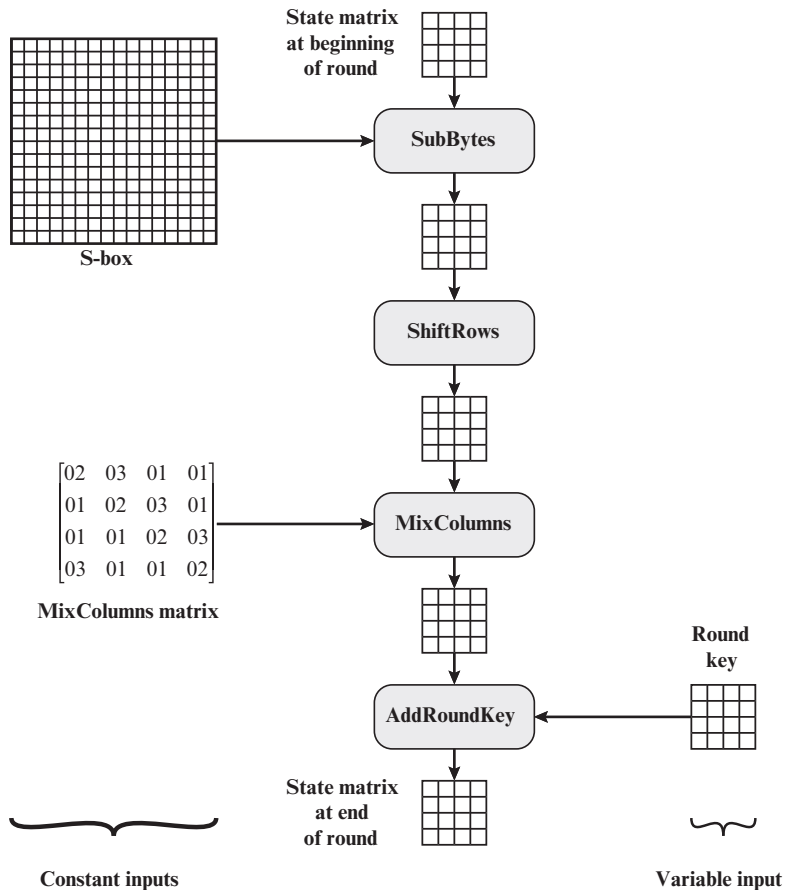 State matrix
at beginning
of round
SubBytes
S-box
ShiftRows
02 03 01 01
01 02 03 01
01 01 02 03
03 01 01 02
MixColumns
MixColumns matrix
Round
key
AddRoundKey
State matrix
at end
of round
Constant inputs
Variable input